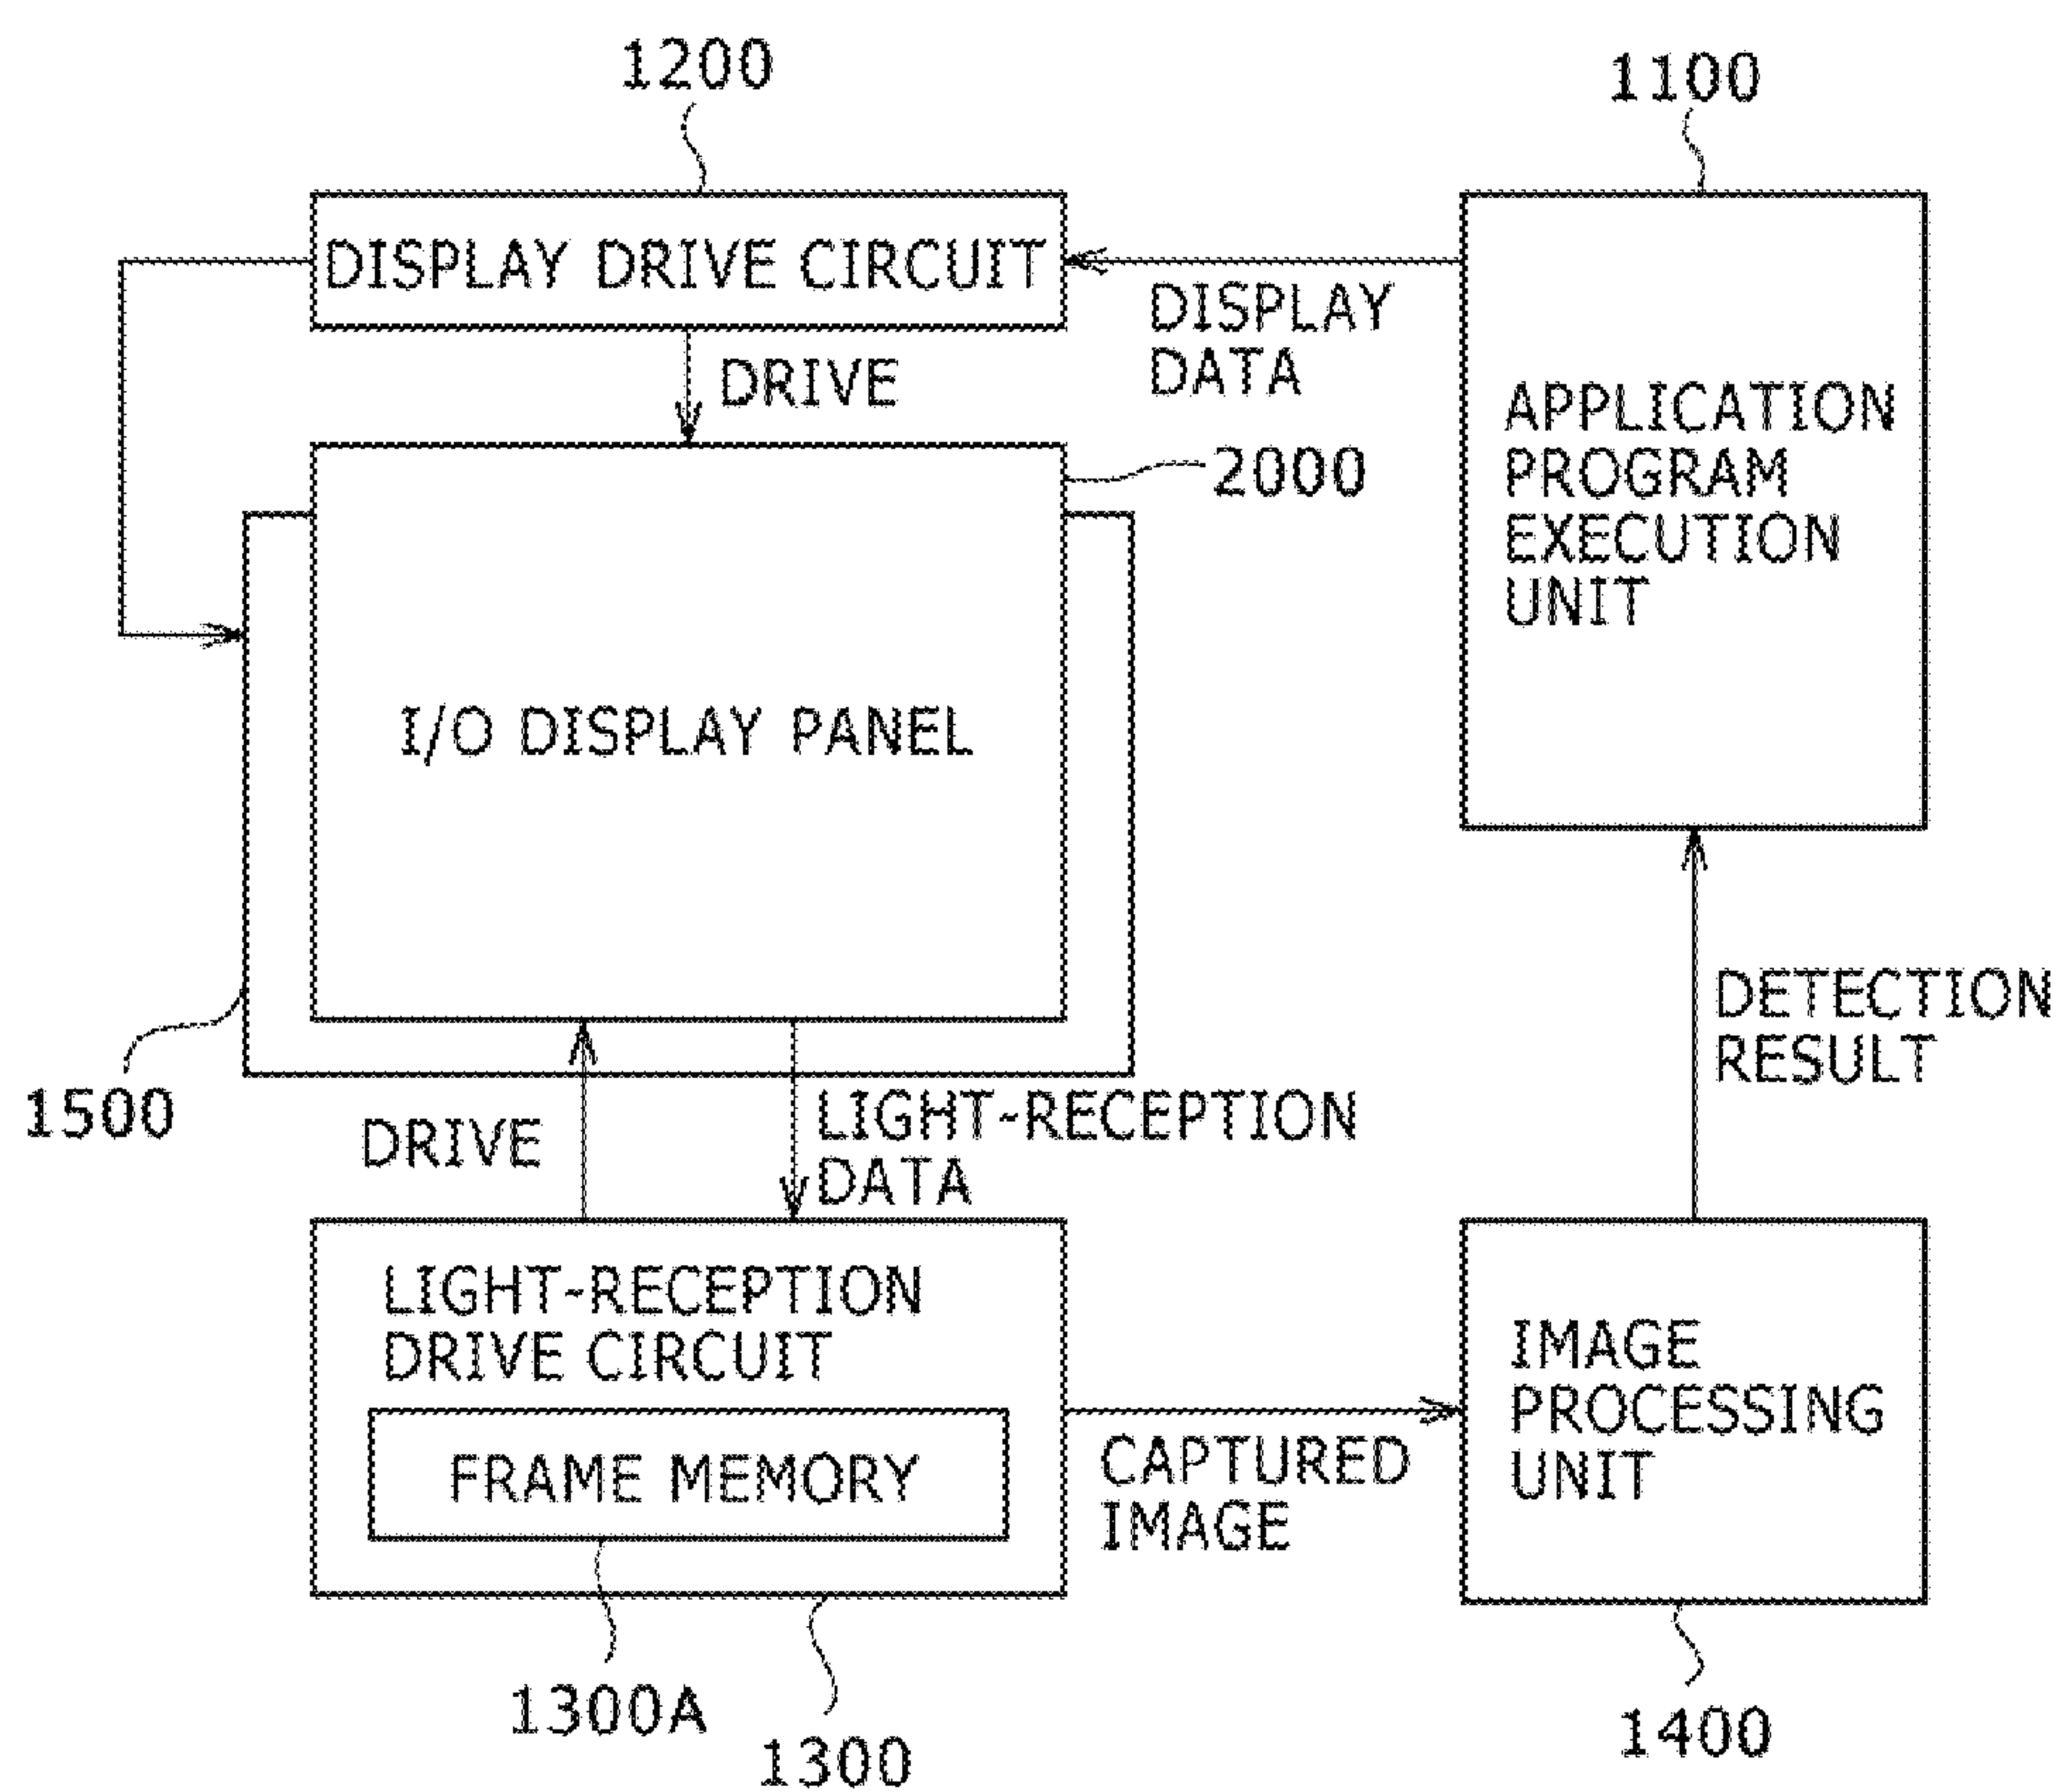 1200
1100
DISPLAY DRIVE CIRCUIT
DISPLAY
DATA
DRIVE
APPLICATION
PROGRAM
EXECUTION
UNIT
2000
I/O DISPLAY PANEL
1500
DETECTION
RESULT
DRIVE
LIGHT-RECEPTION
DATA
LIGHT-RECEPTION
DRIVE CIRCUIT
FRAME MEMORY
CAPTURED
IMAGE
IMAGE
PROCESSING
UNIT
1300A
1300
1400